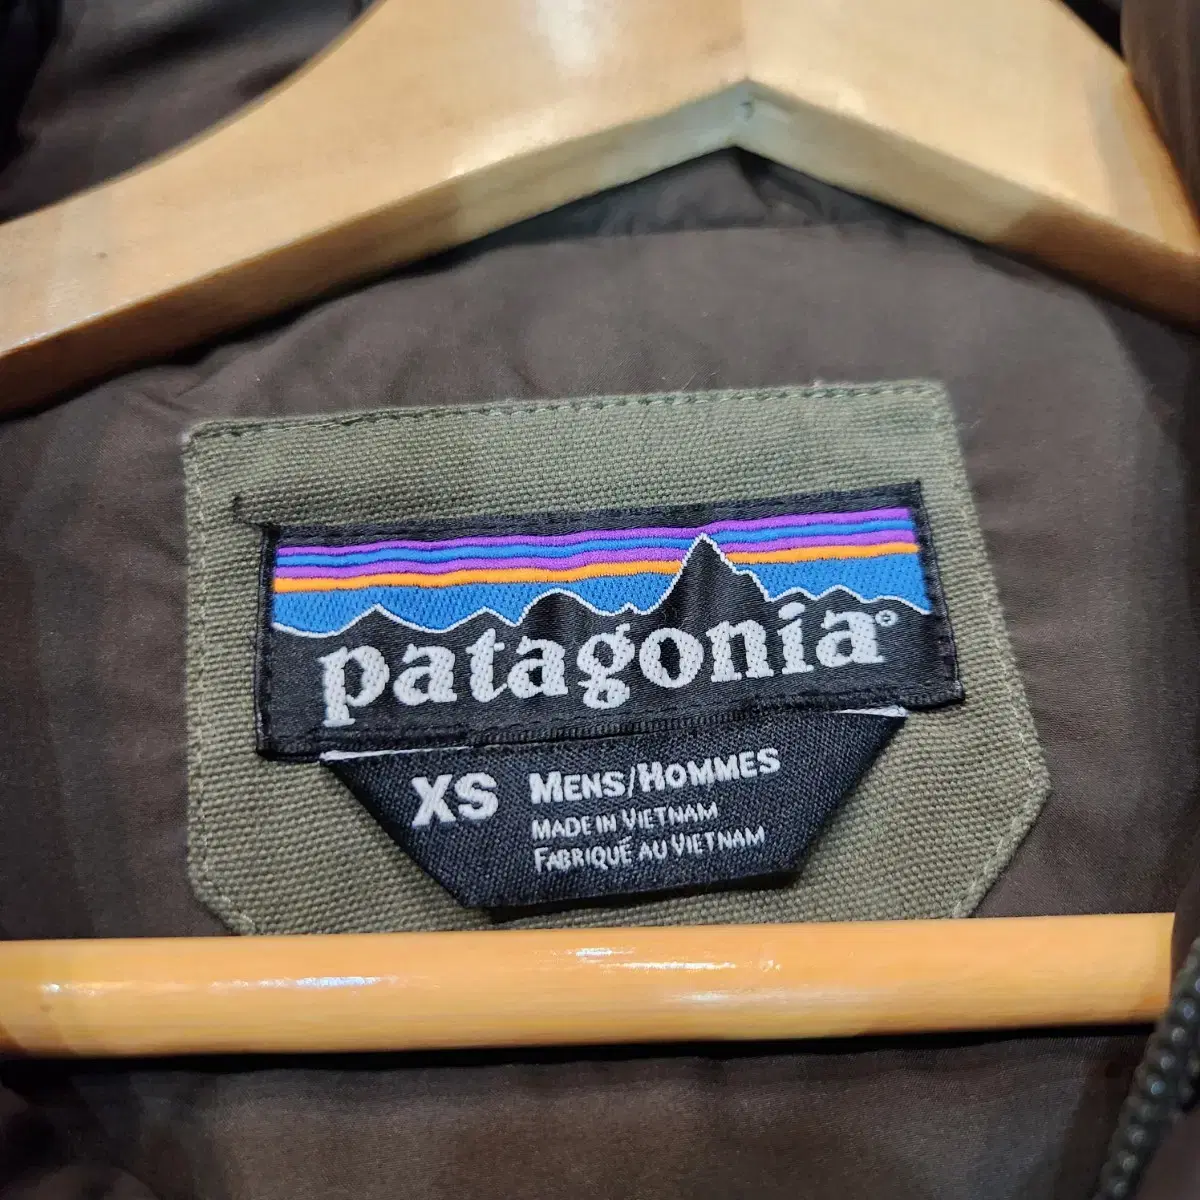 patagonia®
XS MENS/HOMMES
MADE IN VIETNAM
FABRIQUÉ AU VIETNAM